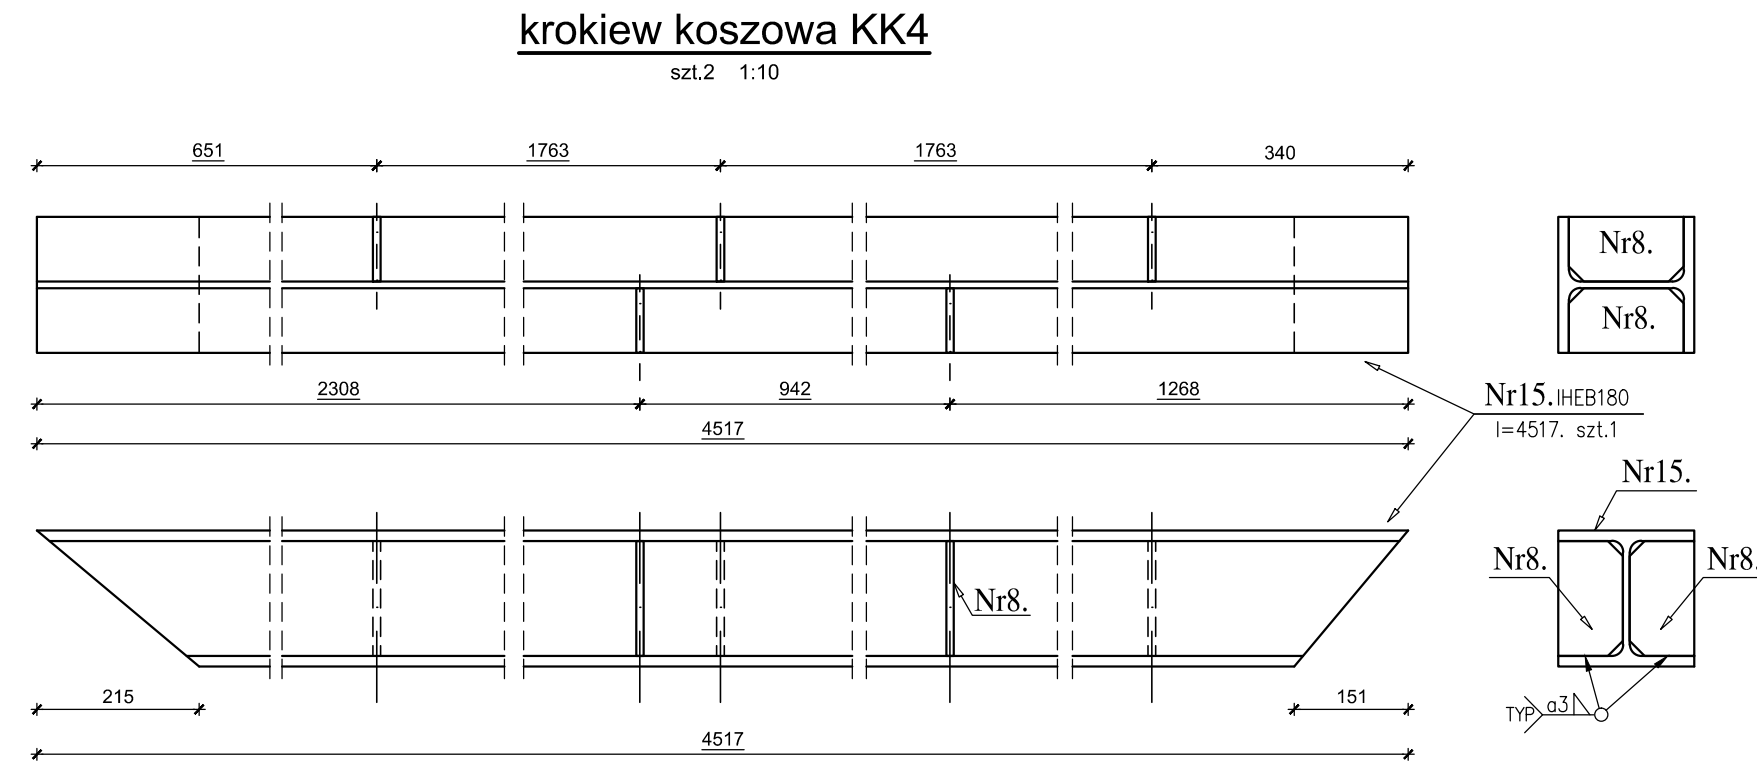 krokiew koszowa KK4
szt.2 1:10
651 1763 1763 340
Nr8.
Nr8.
2308 942 1268
Nr15. IHEB180
4517
l=4517. szt.1
Nr15.
Nr8. Nr8.
Nr8.
215 151
TYP a3
4517